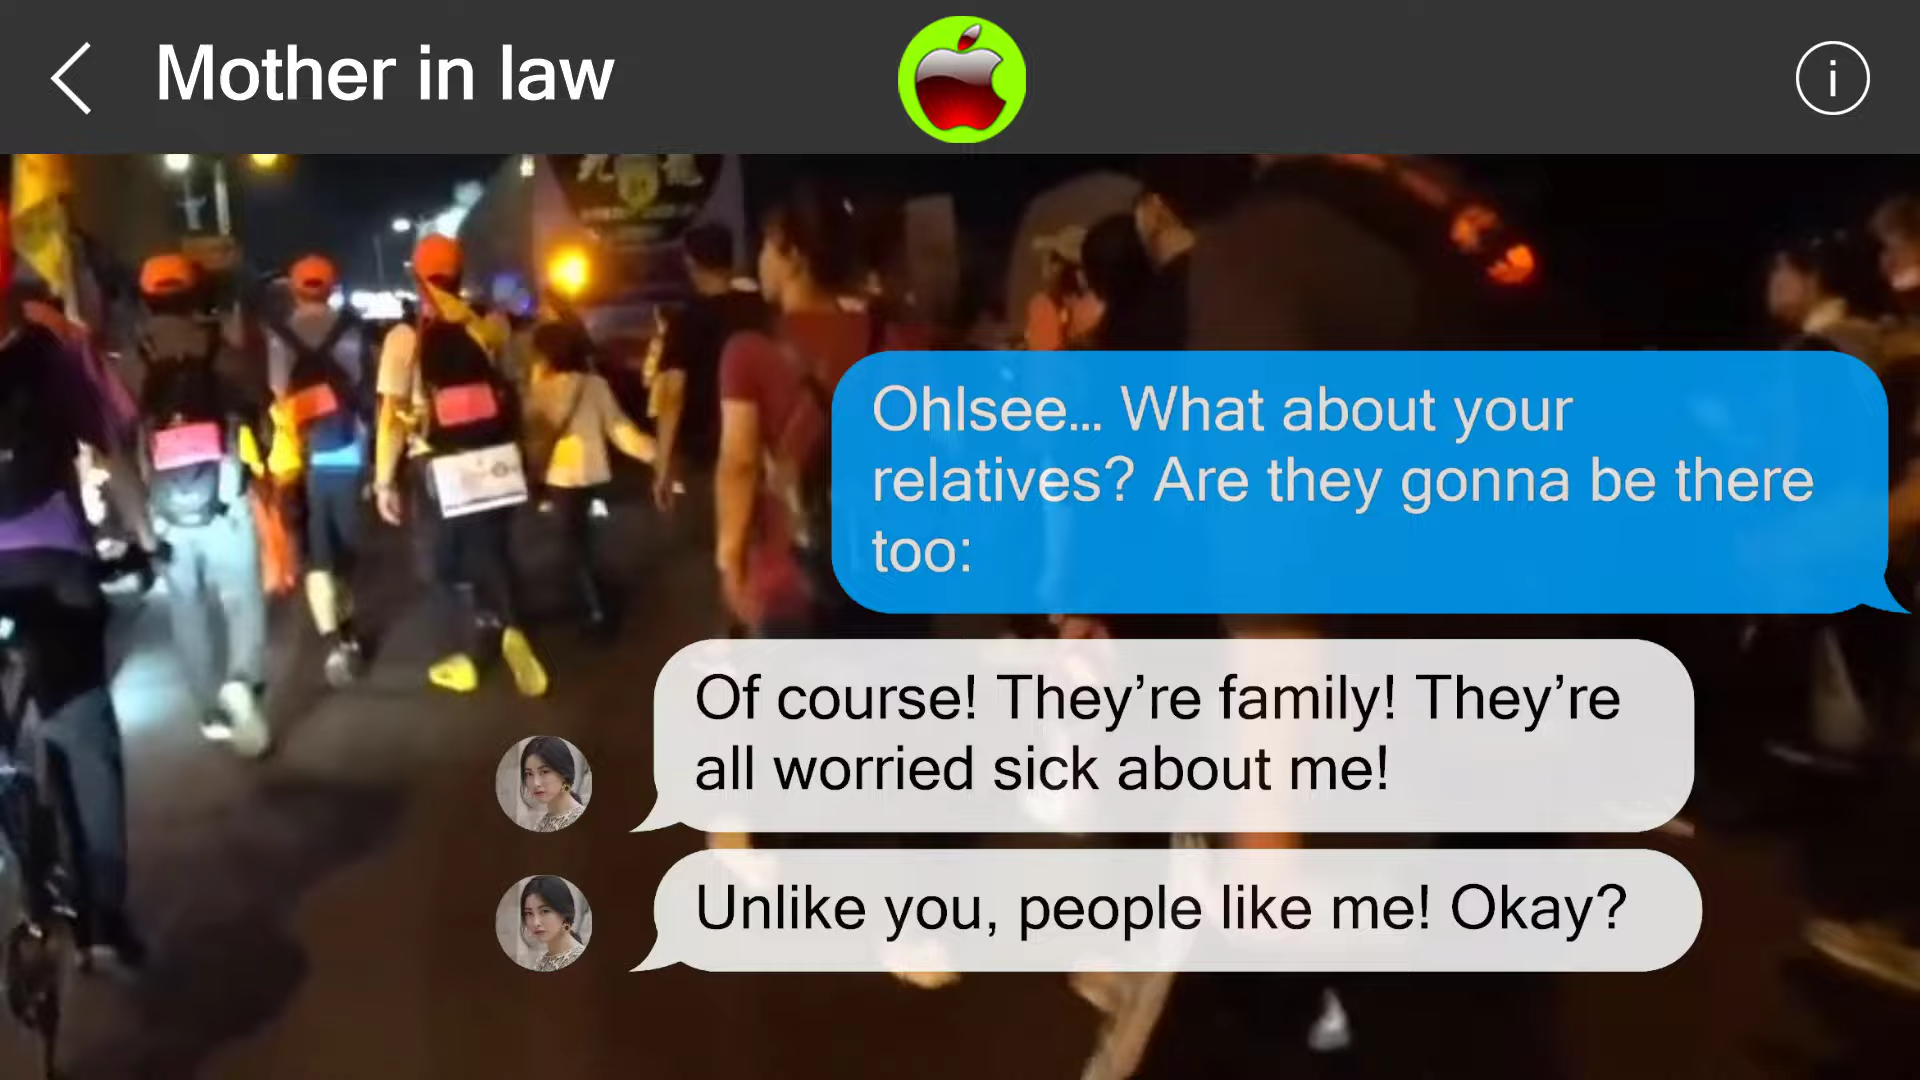 Mother in law
Ohlsee... What about your
relatives? Are they gonna be there
too:
Of course! They’re family! They’re
all worried sick about me!
Unlike you, people like me! Okay?